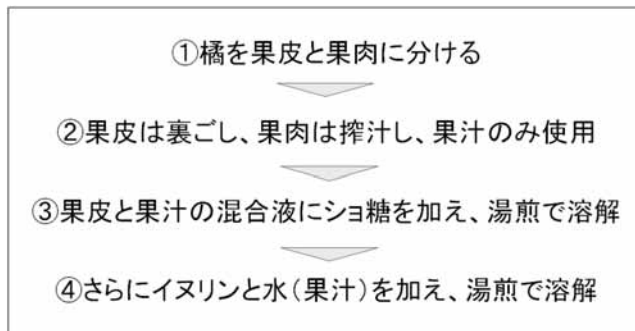 ①橘を果皮と果肉に分ける
②果皮は裏ごし、果肉は搾汁し、果汁のみ使用
③果皮と果汁の混合液にショ糖を加え、湯煎で溶解
④さらにイヌリンと水(果汁)を加え、湯煎で溶解